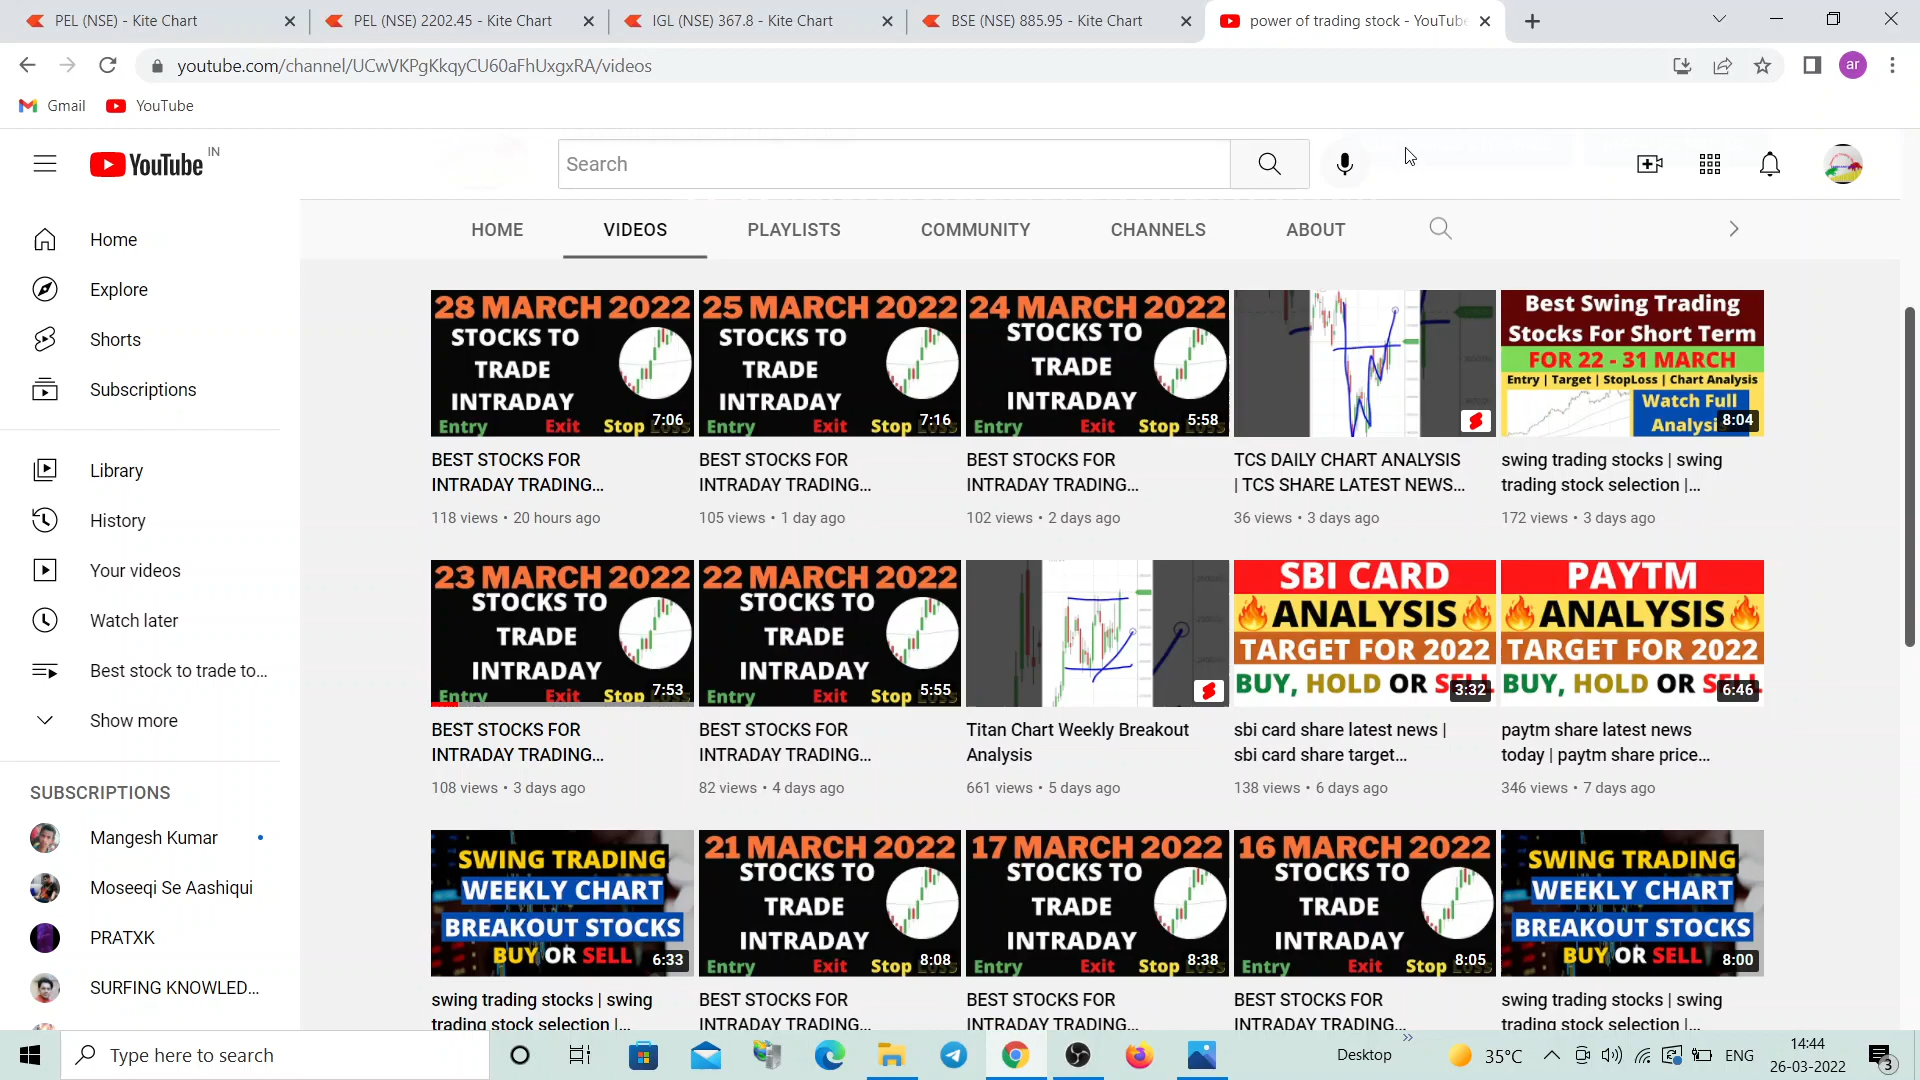 PEL (NSE) - Kite Chart
PEL (NSE) 2202.45 - Kite Chart
IGL (NSE) 367.8 - Kite Chart
BSE (NSE) 885.95 - Kite Chart
power of trading stock - YouTube
youtube.com/channel/UCwVKPgKkqyCU60aFhUxgxRA/videos
ar
Gmail
YouTube
YouTube IN
Search
HOME
VIDEOS
PLAYLISTS
COMMUNITY
CHANNELS
ABOUT
Home
Explore
Shorts
Subscriptions
Library
History
Your videos
Watch later
Best stock to trade to...
Show more
SUBSCRIPTIONS
Mangesh Kumar
Moseeqi Se Aashiqui
PRATXK
SURFING KNOWLED...
28 MARCH 2022
STOCKS TO
TRADE
INTRADAY
Entry Exit Stop Loss
7:06
BEST STOCKS FOR
INTRADAY TRADING...
118 views • 20 hours ago
25 MARCH 2022
STOCKS TO
TRADE
INTRADAY
Entry Exit Stop Loss
7:16
BEST STOCKS FOR
INTRADAY TRADING...
105 views • 1 day ago
24 MARCH 2022
STOCKS TO
TRADE
INTRADAY
Entry Exit Stop Loss
5:58
BEST STOCKS FOR
INTRADAY TRADING...
102 views • 2 days ago
TCS DAILY CHART ANALYSIS
| TCS SHARE LATEST NEWS...
36 views • 3 days ago
Best Swing Trading
Stocks For Short Term
FOR 22 - 31 MARCH
Entry | Target | StopLoss | Chart Analysis
Watch Full
Analysis
8:04
swing trading stocks | swing
trading stock selection |...
172 views • 3 days ago
23 MARCH 2022
STOCKS TO
TRADE
INTRADAY
Entry Exit Stop Loss
7:53
BEST STOCKS FOR
INTRADAY TRADING...
108 views • 3 days ago
22 MARCH 2022
STOCKS TO
TRADE
INTRADAY
Entry Exit Stop Loss
5:55
BEST STOCKS FOR
INTRADAY TRADING...
82 views • 4 days ago
Titan Chart Weekly Breakout
Analysis
661 views • 5 days ago
SBI CARD
🔥ANALYSIS🔥
TARGET FOR 2022
BUY, HOLD OR SELL
3:32
sbi card share latest news |
sbi card share target...
138 views • 6 days ago
PAYTM
🔥ANALYSIS🔥
TARGET FOR 2022
BUY, HOLD OR SELL
6:46
paytm share latest news
today | paytm share price...
346 views • 7 days ago
SWING TRADING
WEEKLY CHART
BREAKOUT STOCKS
BUY OR SELL
6:33
swing trading stocks | swing
trading stock selection |...
21 MARCH 2022
STOCKS TO
TRADE
INTRADAY
Entry Exit Stop Loss
8:08
BEST STOCKS FOR
INTRADAY TRADING...
17 MARCH 2022
STOCKS TO
TRADE
INTRADAY
Entry Exit Stop Loss
8:38
BEST STOCKS FOR
INTRADAY TRADING...
16 MARCH 2022
STOCKS TO
TRADE
INTRADAY
Entry Exit Stop Loss
8:05
BEST STOCKS FOR
INTRADAY TRADING...
SWING TRADING
WEEKLY CHART
BREAKOUT STOCKS
BUY OR SELL
8:00
swing trading stocks | swing
trading stock selection |...
Type here to search
Desktop
35°C
ENG
14:44
26-03-2022
3